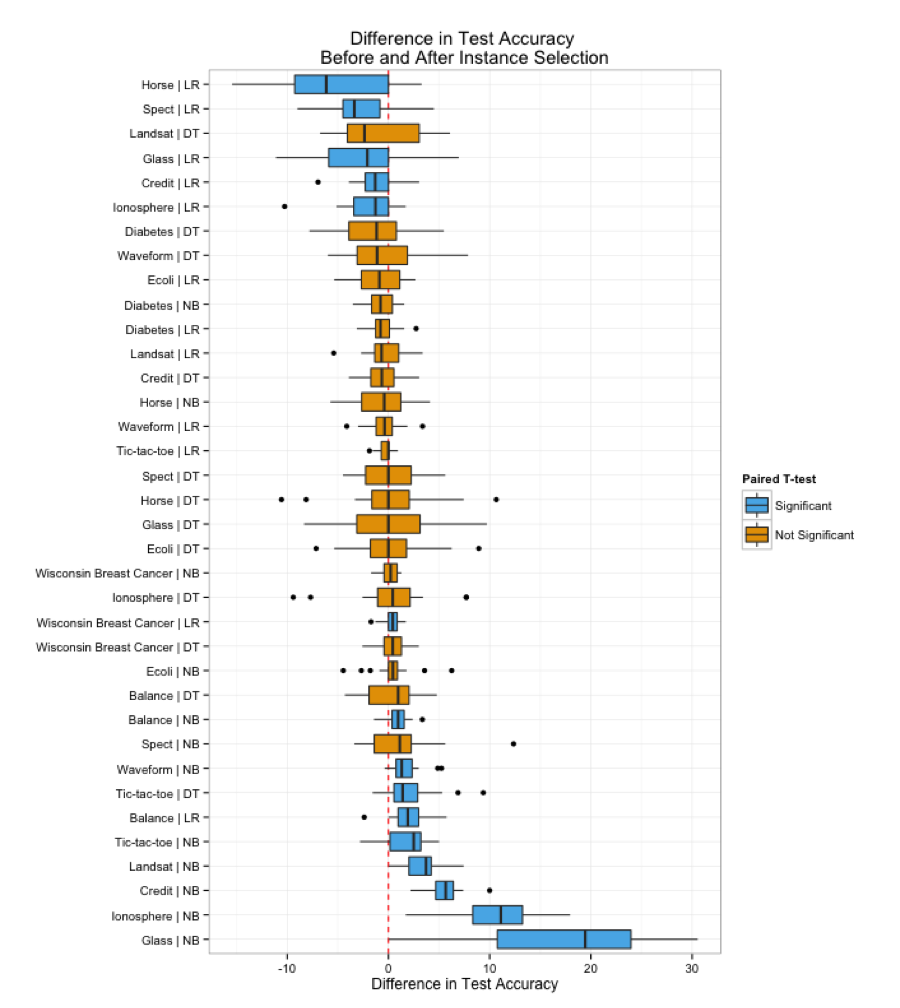 Difference in Test Accuracy
Before and After Instance Selection
Horse | LR
Spect | LR
Landsat | DT
Glass | LR
Credit | LR
Ionosphere | LR
Diabetes | DT
Waveform | DT
Ecoli | LR
Diabetes | NB
Diabetes | LR
Landsat | LR
Credit | DT
Horse | NB
Waveform | LR
Tic-tac-toe | LR
Spect | DT
Horse | DT
Glass | DT
Ecoli | DT
Wisconsin Breast Cancer | NB
Ionosphere | DT
Wisconsin Breast Cancer | LR
Wisconsin Breast Cancer | DT
Ecoli | NB
Balance | DT
Balance | NB
Spect | NB
Waveform | NB
Tic-tac-toe | DT
Balance | LR
Tic-tac-toe | NB
Landsat | NB
Credit | NB
Ionosphere | NB
Glass | NB
-10 0 10 20 30
Difference in Test Accuracy
Paired T-test
Significant
Not Significant